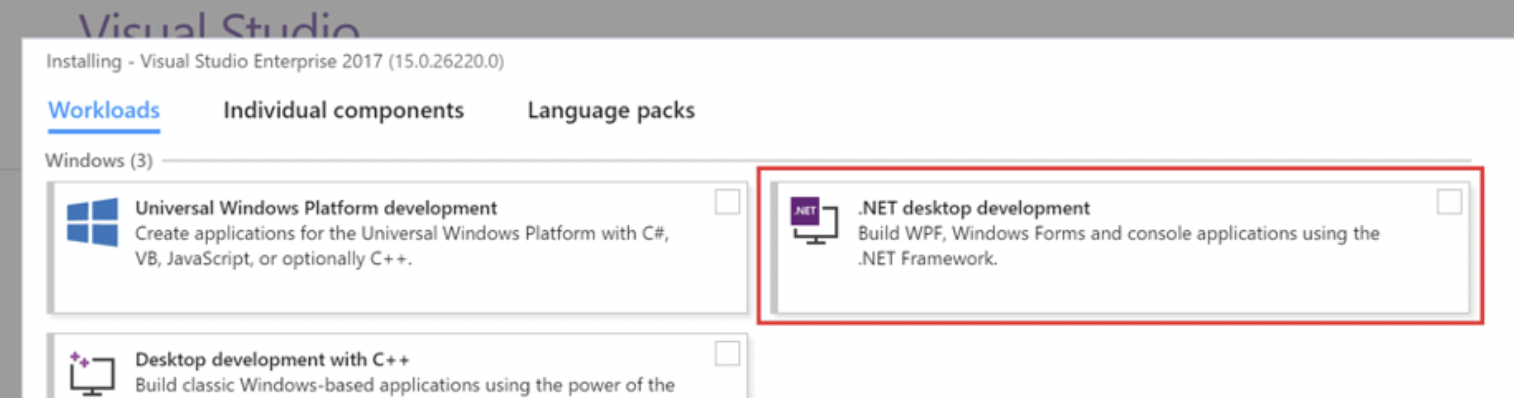 Visual Studio
Installing - Visual Studio Enterprise 2017 (15.0.26220.0)
Workloads Individual components Language packs
Windows (3)
Universal Windows Platform development
Create applications for the Universal Windows Platform with C#,
VB, JavaScript, or optionally C++.
.NET
.NET desktop development
Build WPF, Windows Forms and console applications using the
.NET Framework.
Desktop development with C++
Build classic Windows-based applications using the power of the